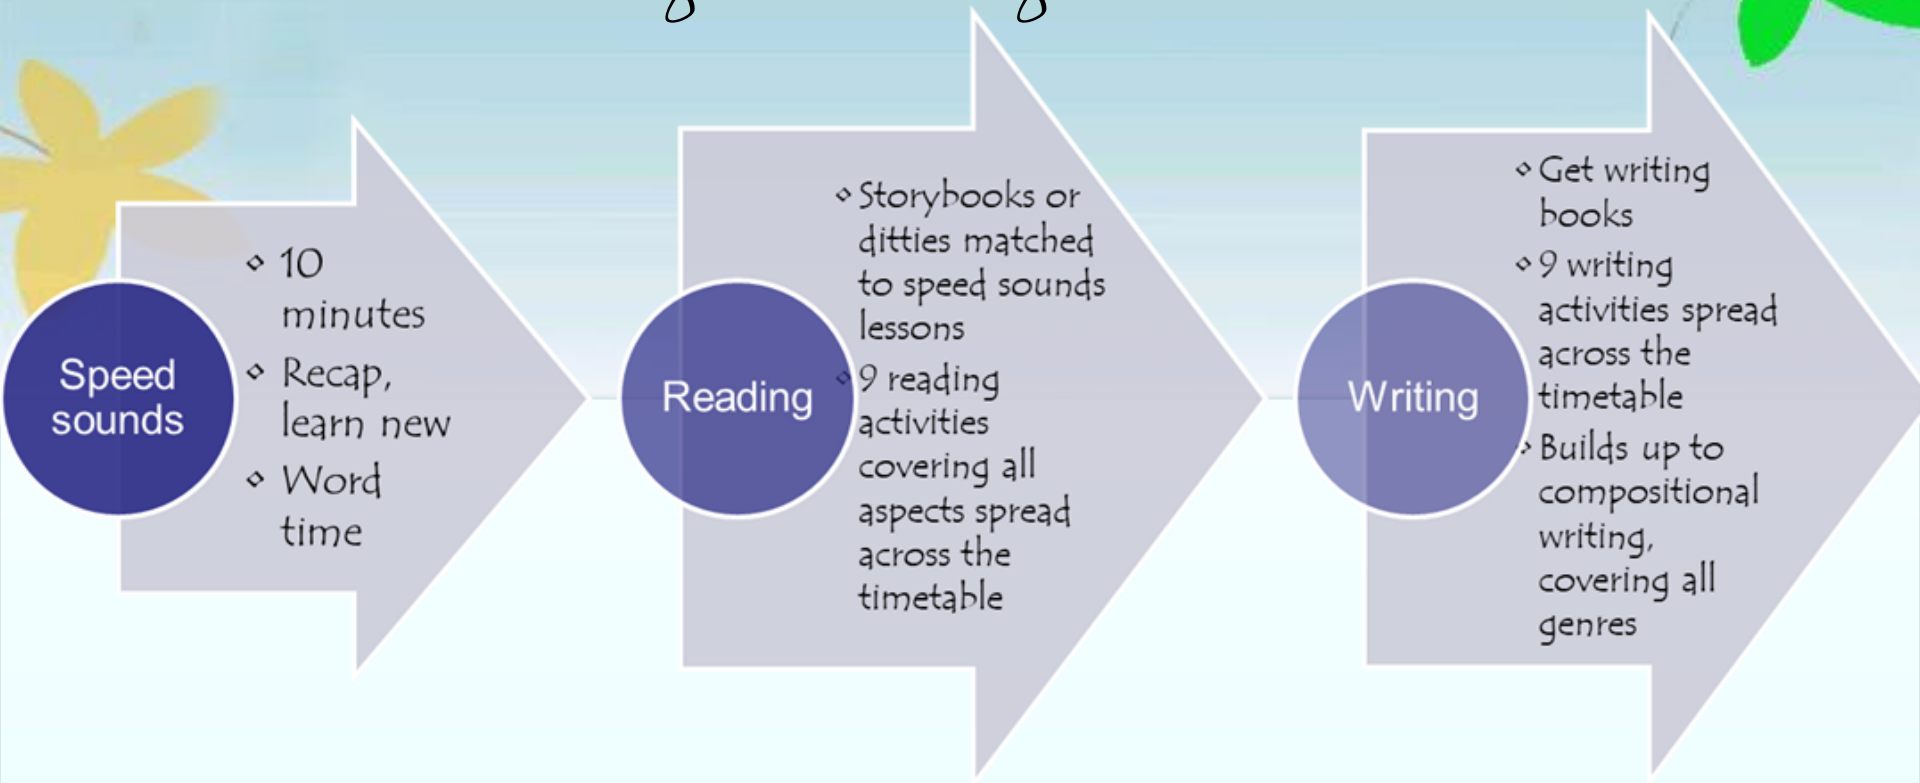 Speed
sounds
10
minutes
Recap,
learn new
Word
time
Reading
Storybooks or
ditties matched
to speed sounds
lessons
9 reading
activities
covering all
aspects spread
across the
timetable
Writing
Get writing
books
9 writing
activities spread
across the
timetable
Builds up to
compositional
writing,
covering all
genres